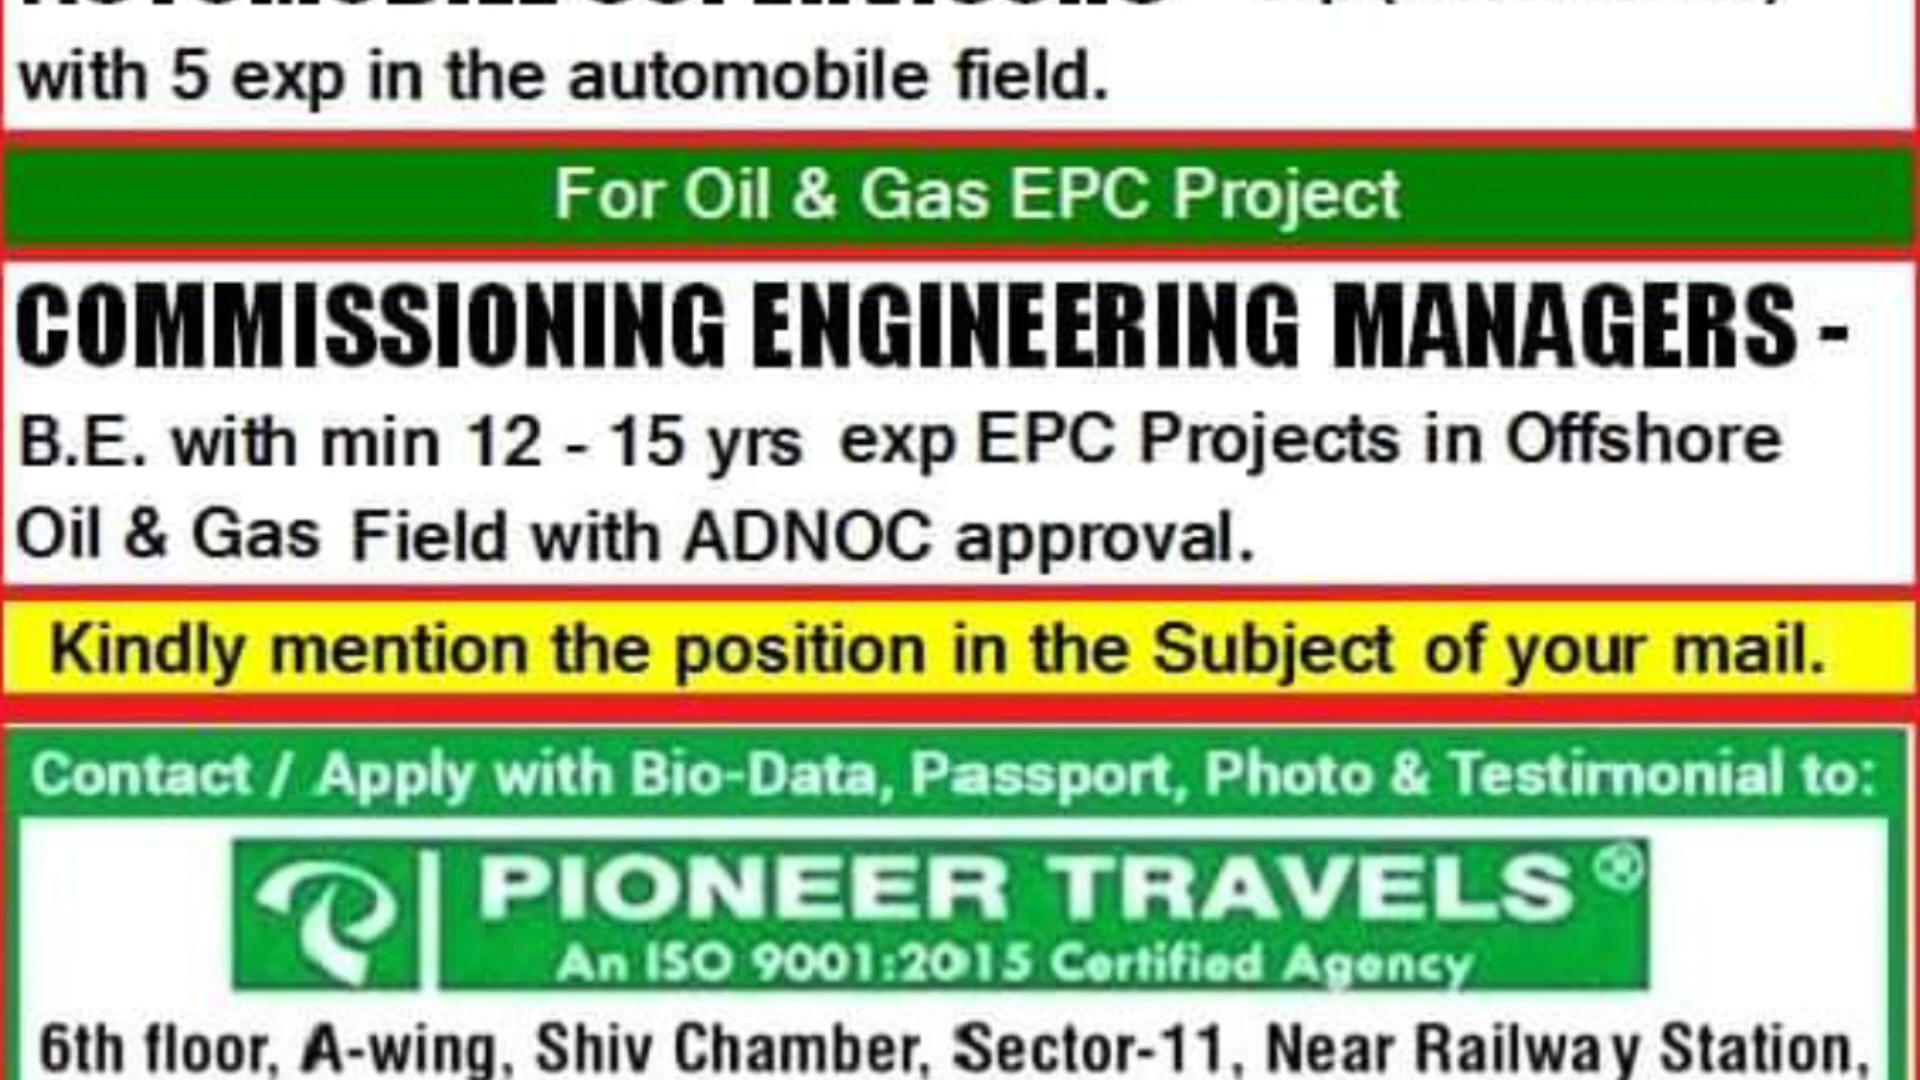 with 5 exp in the automobile field.
For Oil & Gas EPC Project
COMMISSIONING ENGINEERING MANAGERS -
B.E. with min 12 - 15 yrs exp EPC Projects in Offshore
Oil & Gas Field with ADNOC approval.
Kindly mention the position in the Subject of your mail.
Contact / Apply with Bio-Data, Passport, Photo & Testimonial to:
PIONEER TRAVELS ®
An ISO 9001:2015 Certified Agency
6th floor, A-wing, Shiv Chamber, Sector-11, Near Railway Station,